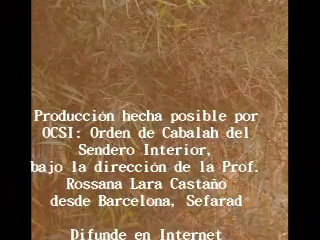 Producción hecha posible por
OCSI: Orden de Cabalah del
Sendero Interior,
bajo la dirección de la Prof.
Rossana Lara Castaño
desde Barcelona, Sefarad
Difunde en Internet